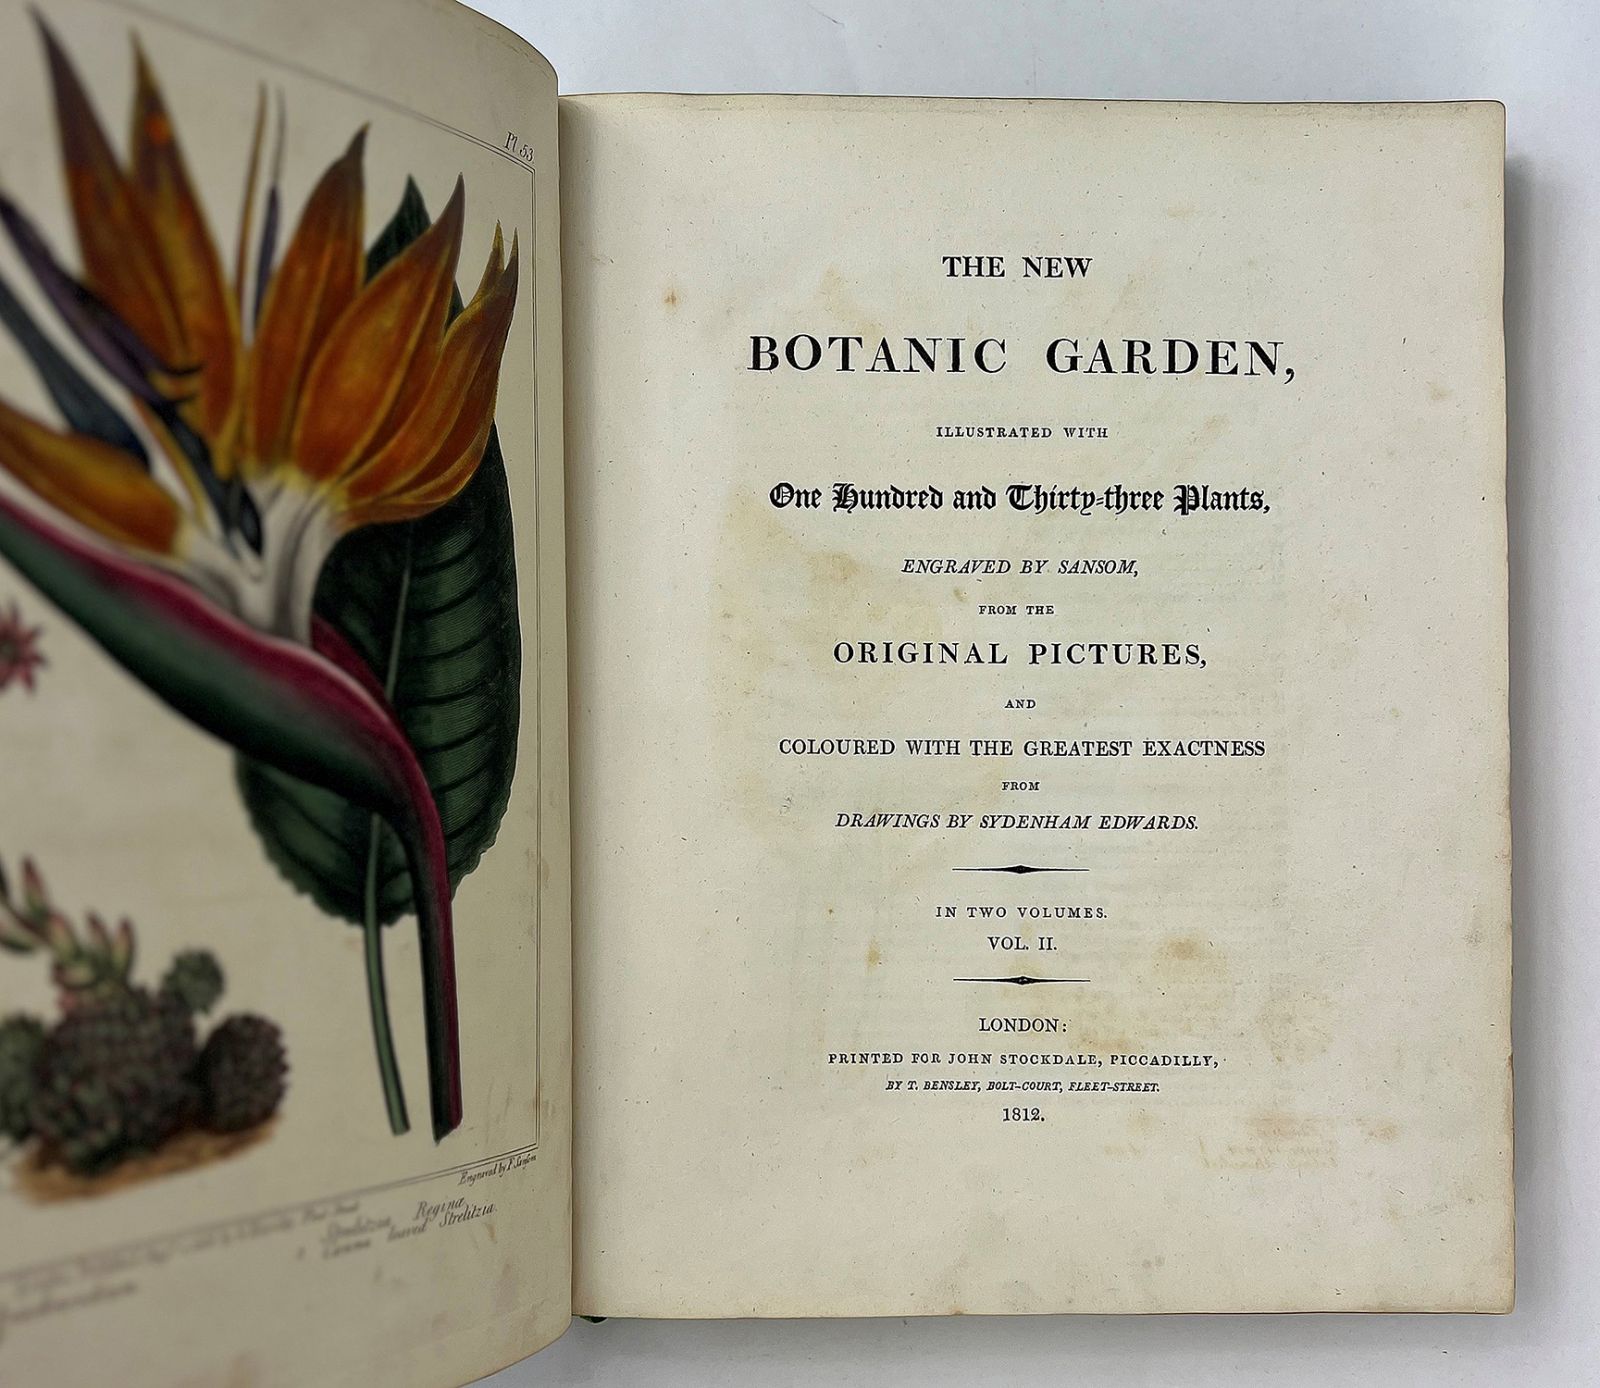 Pl. 53.
Engraved by F. Sansom
Strelitzia Regina
Canna leaved Strelitzia.
THE NEW
BOTANIC GARDEN,
ILLUSTRATED WITH
One Hundred and Thirty-three Plants,
ENGRAVED BY SANSOM,
FROM THE
ORIGINAL PICTURES,
AND
COLOURED WITH THE GREATEST EXACTNESS
FROM
DRAWINGS BY SYDENHAM EDWARDS.
IN TWO VOLUMES.
VOL. II.
LONDON:
PRINTED FOR JOHN STOCKDALE, PICCADILLY,
BY T. BENSLEY, BOLT-COURT, FLEET-STREET.
1812.